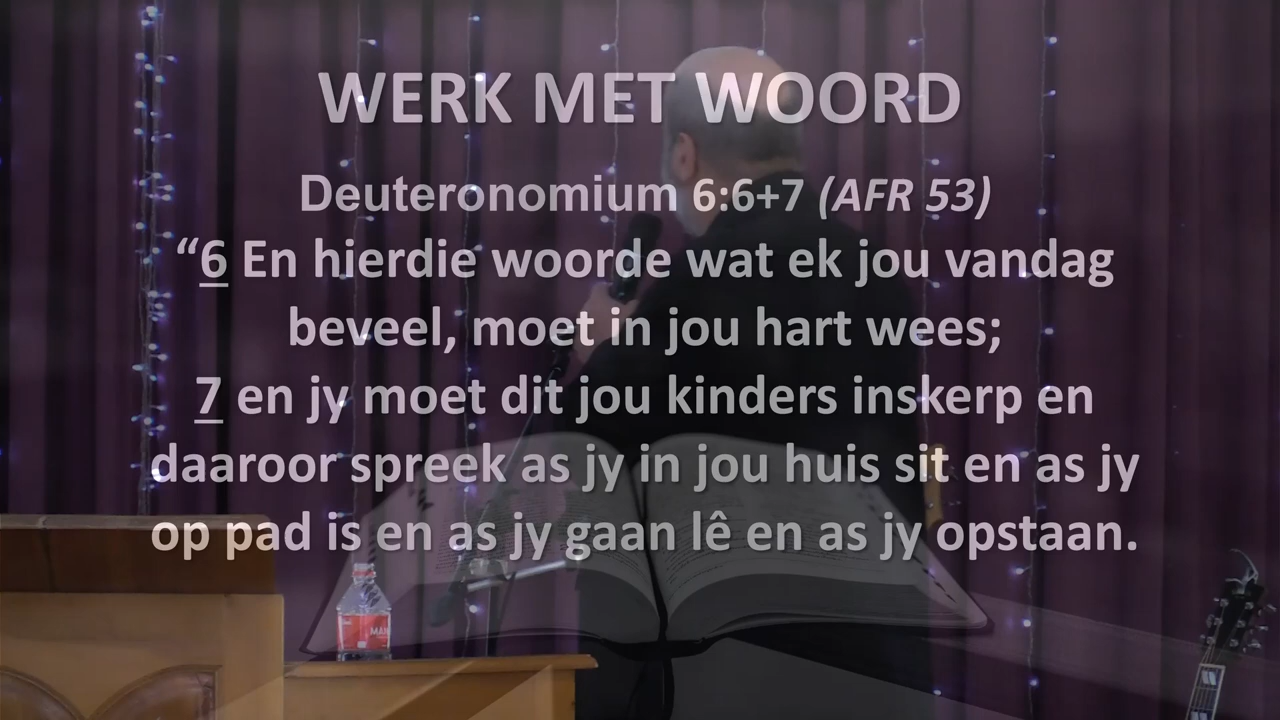 WERK MET WOORD
Deuteronomium 6:6+7 (AFR 53)
“6 En hierdie woorde wat ek jou vandag
beveel, moet in jou hart wees;
7 en jy moet dit jou kinders inskerp en
daaroor spreek as jy in jou huis sit en as jy
op pad is en as jy gaan lê en as jy opstaan.